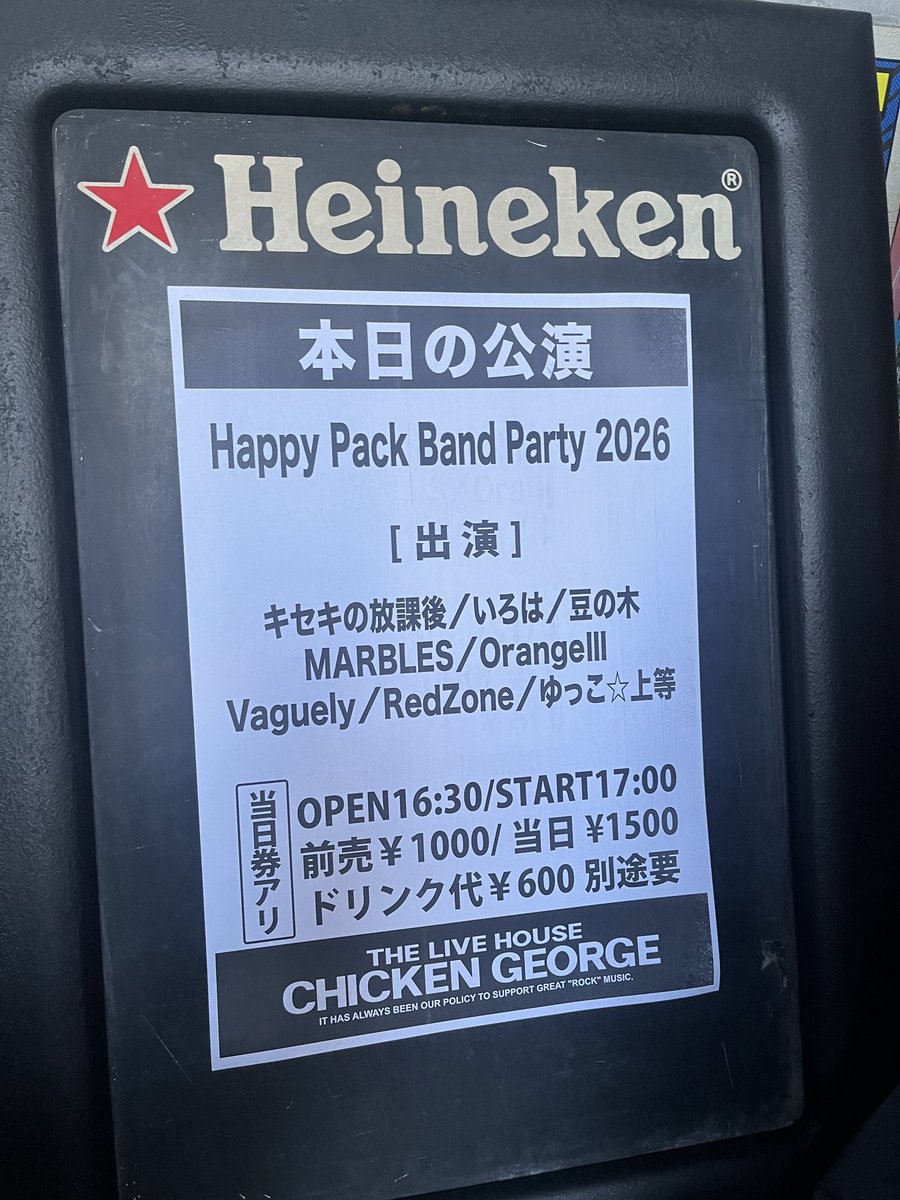 ★ Heineken®
本日の公演
Happy Pack Band Party 2026
[ 出 演 ]
キセキの放課後／いろは／豆の木
MARBLES／OrangeⅢ
Vaguely／RedZone／ゆっこ☆上等
当日券アリ
OPEN16:30/START17:00
前売￥1000/ 当日 ¥1500
ドリンク代￥600 別途要
THE LIVE HOUSE
CHICKEN GEORGE
IT HAS ALWAYS BEEN OUR POLICY TO SUPPORT GREAT "ROCK" MUSIC.